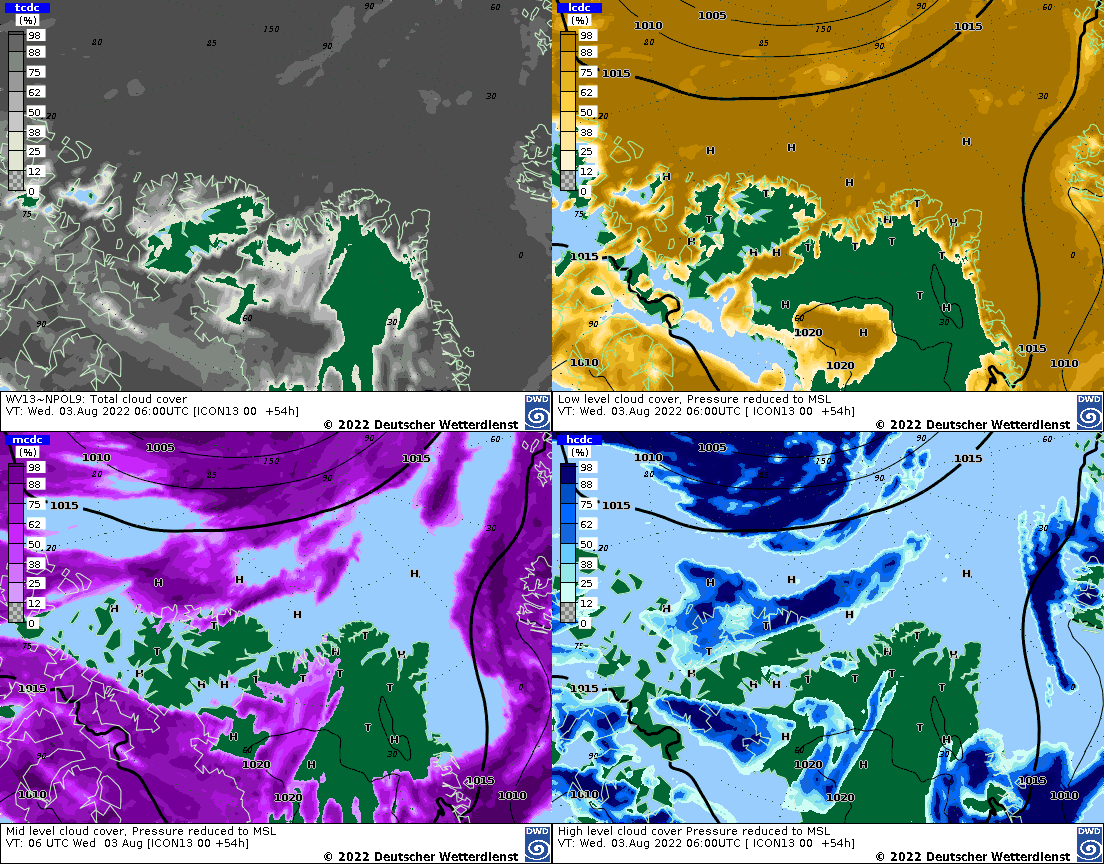 tcdc
(%)
98
88
75
62
50
38
25
12
0
60
90
150
80
85
90
30
120
75
0
90
60
30
WV13~NPOL9: Total cloud cover
VT: Wed. 03.Aug 2022 06:00UTC [ICON13 00 +54h]
© 2022 Deutscher Wetterdienst
DWD
lcdc
(%)
98
88
75
62
50
38
25
12
0
1005
1010
1015
60
150
80
85
90
1015
30
H
H
H
H
H
T
T
T
H
T
H
H
H
H
T
T
T
T
0
1015
T
H
H
60
1020
H
90
1020
1015
1010
1010
Low level cloud cover, Pressure reduced to MSL
VT: Wed. 03.Aug 2022 06:00UTC [ ICON13 00 +54h]
© 2022 Deutscher Wetterdienst
DWD
mcdc
(%)
98
88
75
62
50
38
25
12
0
90
60
1005
1010
1015
150
80
85
90
1015
30
120
H
H
H
H
H
T
T
T
H
H
75
H
H
H
T
T
T
T
0
1015
T
H
H
60
30
1020
H
90
1020
1015
1010
1010
Mid level cloud cover, Pressure reduced to MSL
VT: 06 UTC Wed 03 Aug [ICON13 00 +54h]
© 2022 Deutscher Wetterdienst
DWD
hcdc
(%)
98
88
75
62
50
38
25
12
0
90
60
1005
1010
1015
150
80
85
90
1015
30
120
H
H
H
H
H
T
T
T
H
H
75
H
H
H
T
T
T
T
0
1015
T
H
H
60
30
1020
H
90
1020
1015
1010
1010
High level cloud cover Pressure reduced to MSL
VT: Wed. 03.Aug 2022 06:00UTC [ ICON13 00 +54h]
© 2022 Deutscher Wetterdienst
DWD